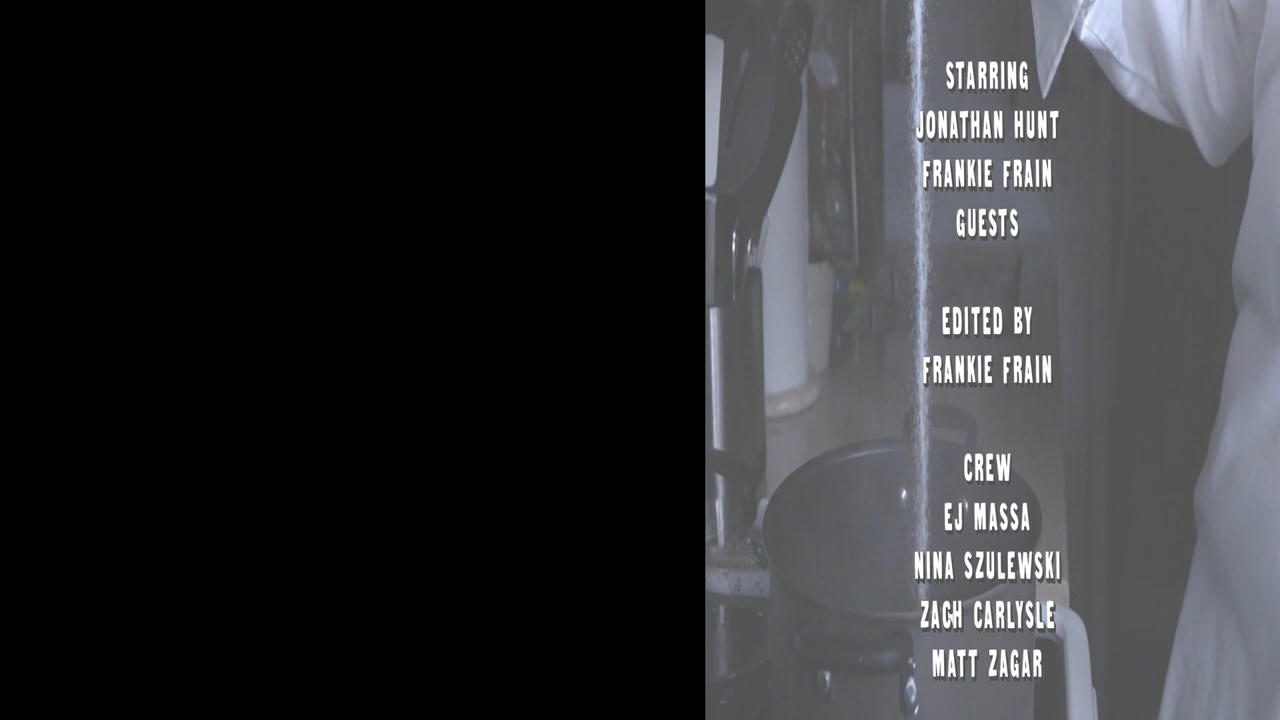 STARRING
JONATHAN HUNT
FRANKIE FRAIN
GUESTS
EDITED BY
FRANKIE FRAIN
CREW
EJ MASSA
NINA SZULEWSKI
ZACH CARLYSLE
MATT ZAGAR